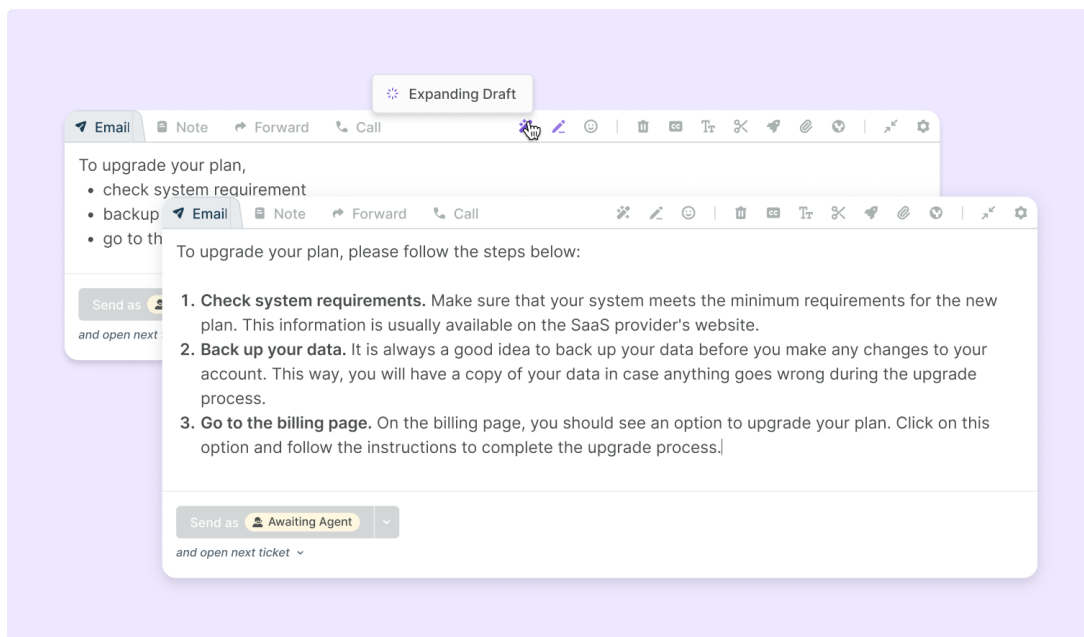 Expanding Draft
Email Note Forward Call
To upgrade your plan,
• check system requirement
• backup
• go to th
Send as
and open next
Email Note Forward Call
To upgrade your plan, please follow the steps below:
1. Check system requirements. Make sure that your system meets the minimum requirements for the new
plan. This information is usually available on the SaaS provider's website.
2. Back up your data. It is always a good idea to back up your data before you make any changes to your
account. This way, you will have a copy of your data in case anything goes wrong during the upgrade
process.
3. Go to the billing page. On the billing page, you should see an option to upgrade your plan. Click on this
option and follow the instructions to complete the upgrade process.
Send as Awaiting Agent
and open next ticket